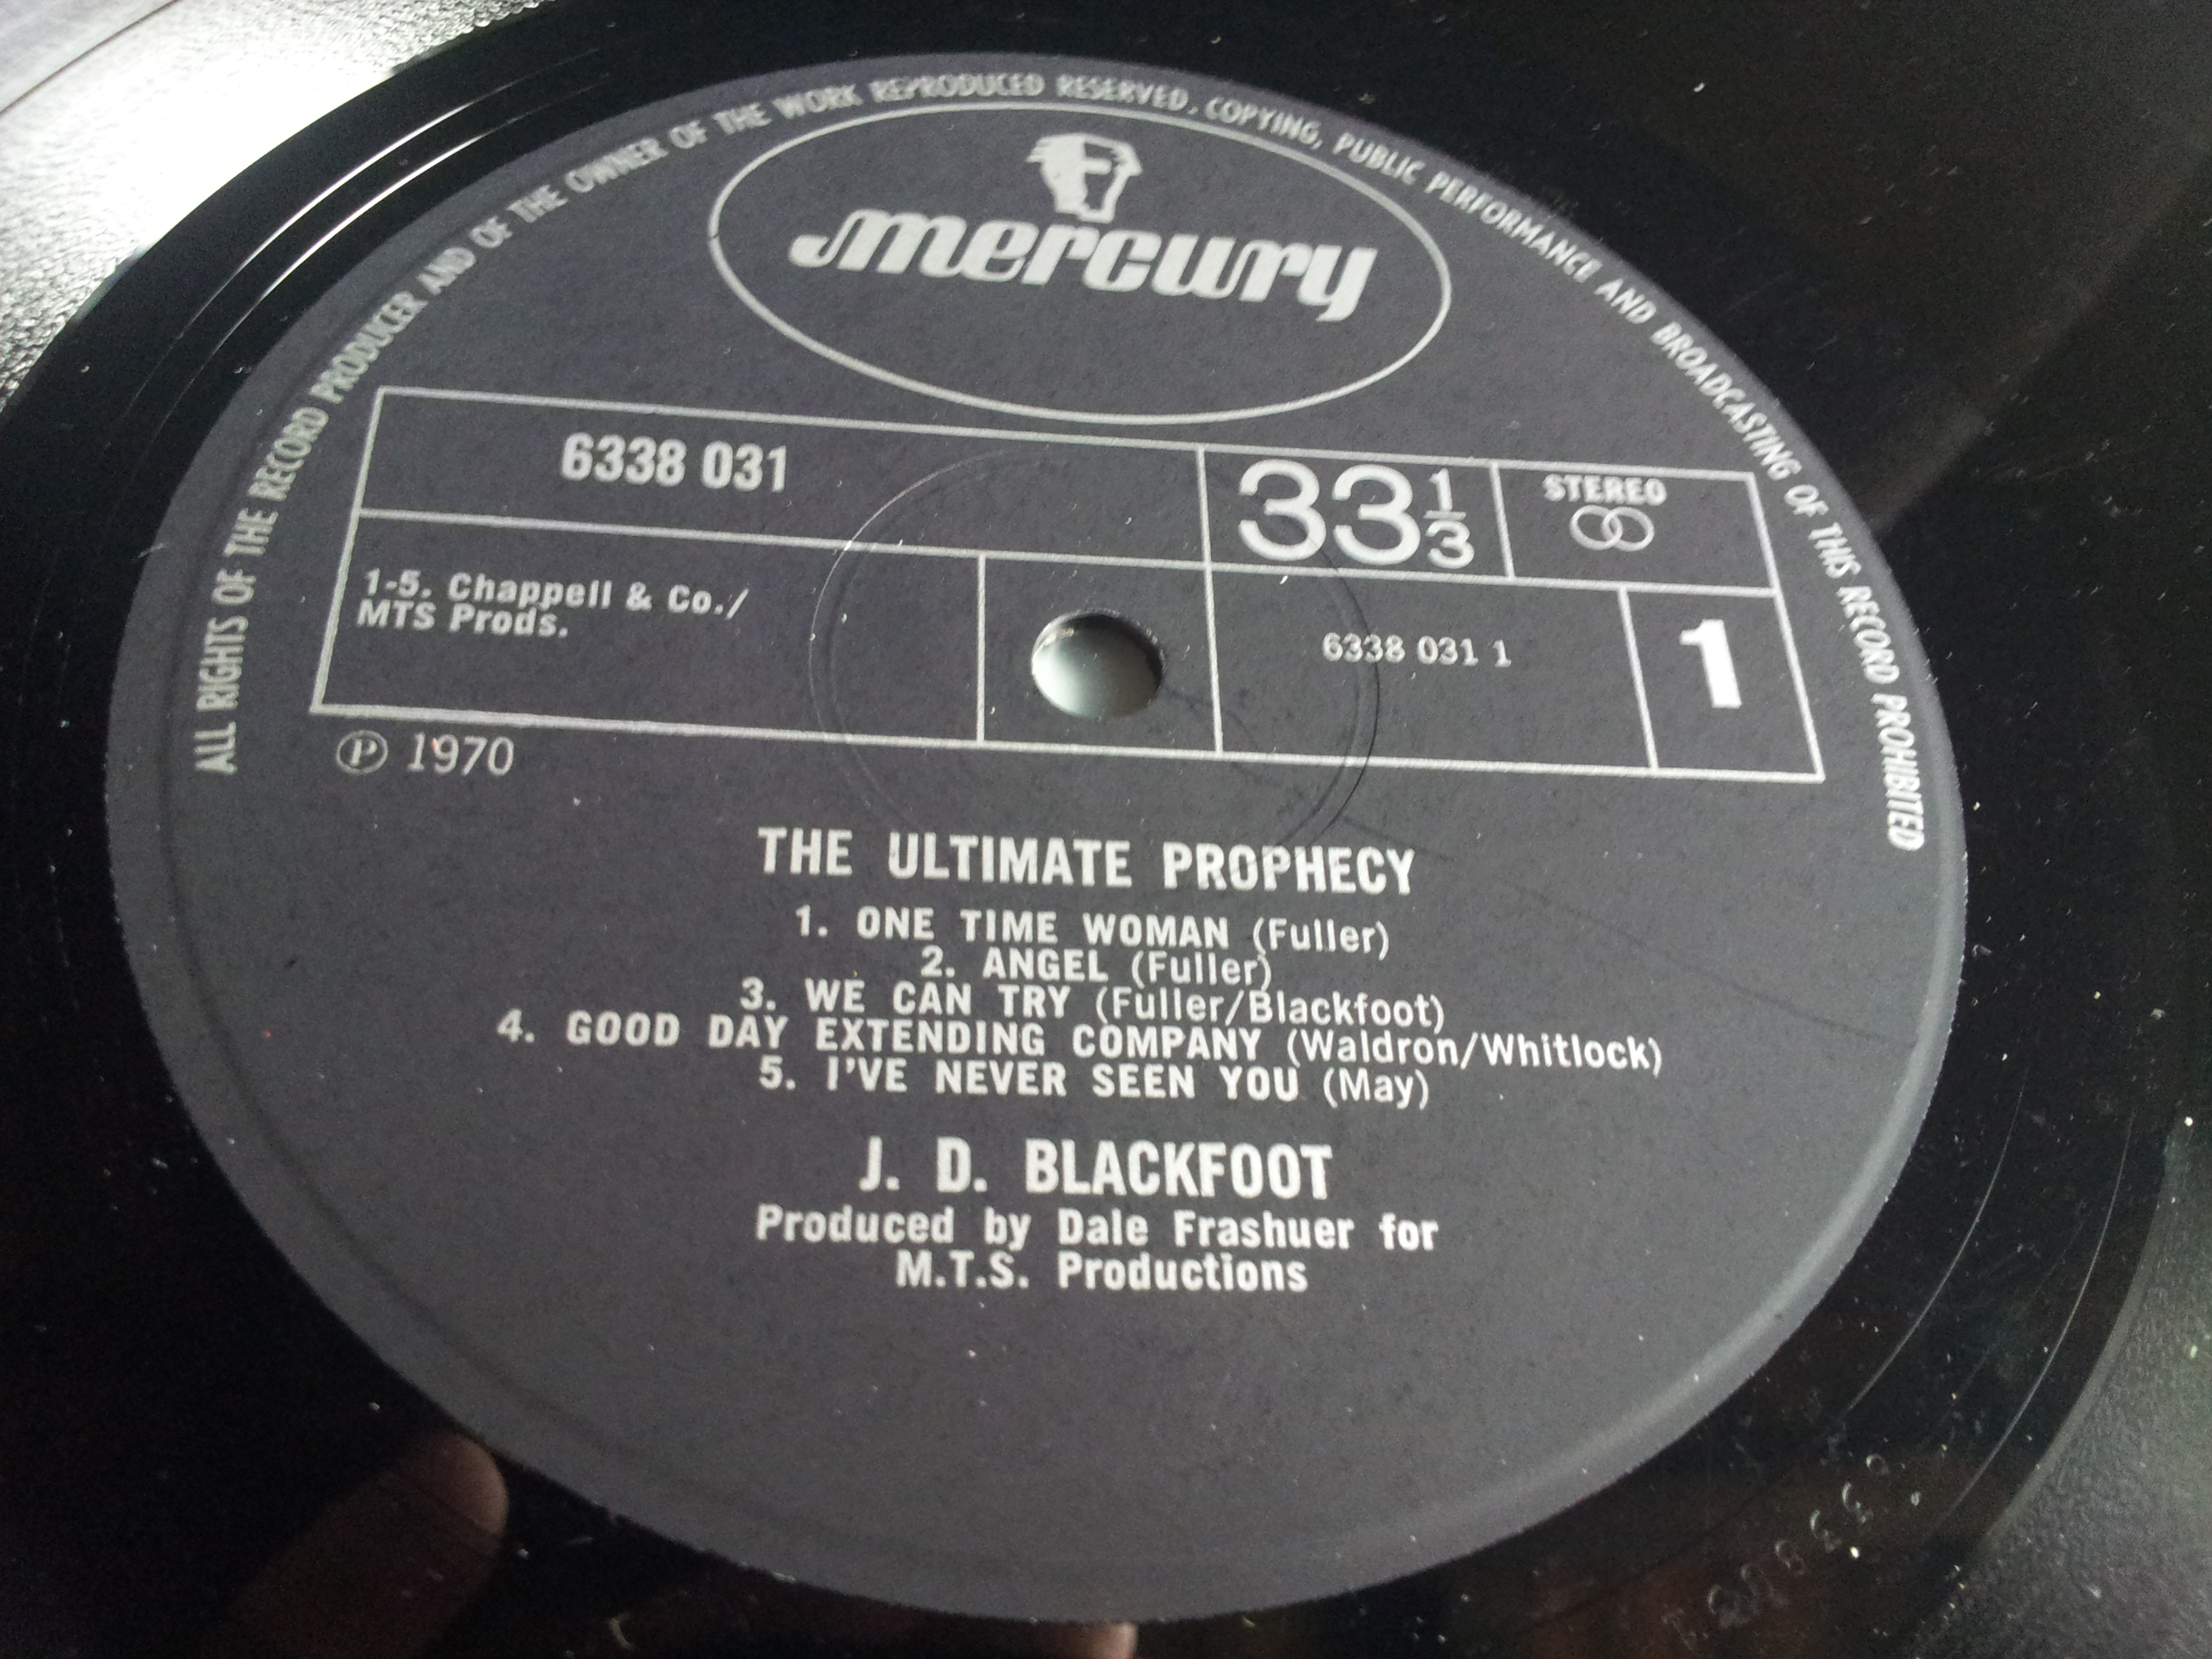 ALL RIGHTS OF THE RECORD PRODUCER AND OF THE OWNER OF THE WORK REPRODUCED RESERVED, COPYING, PUBLIC PERFORMANCE AND BROADCASTING OF THIS RECORD PROHIBITED
mercury
6338 031
33 1/3
STEREO
1-5. Chappell & Co./
MTS Prods.
6338 031 1
1
Ⓟ 1970
THE ULTIMATE PROPHECY
1. ONE TIME WOMAN (Fuller)
2. ANGEL (Fuller)
3. WE CAN TRY (Fuller/Blackfoot)
4. GOOD DAY EXTENDING COMPANY (Waldron/Whitlock)
5. I'VE NEVER SEEN YOU (May)
J. D. BLACKFOOT
Produced by Dale Frashuer for
M.T.S. Productions